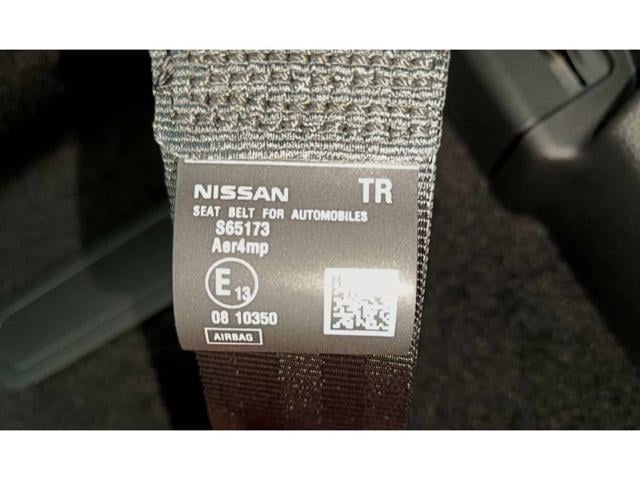 NISSAN TR
SEAT BELT FOR AUTOMOBILES
S65173
Aer4mp
E 13
08 10350
AIRBAG